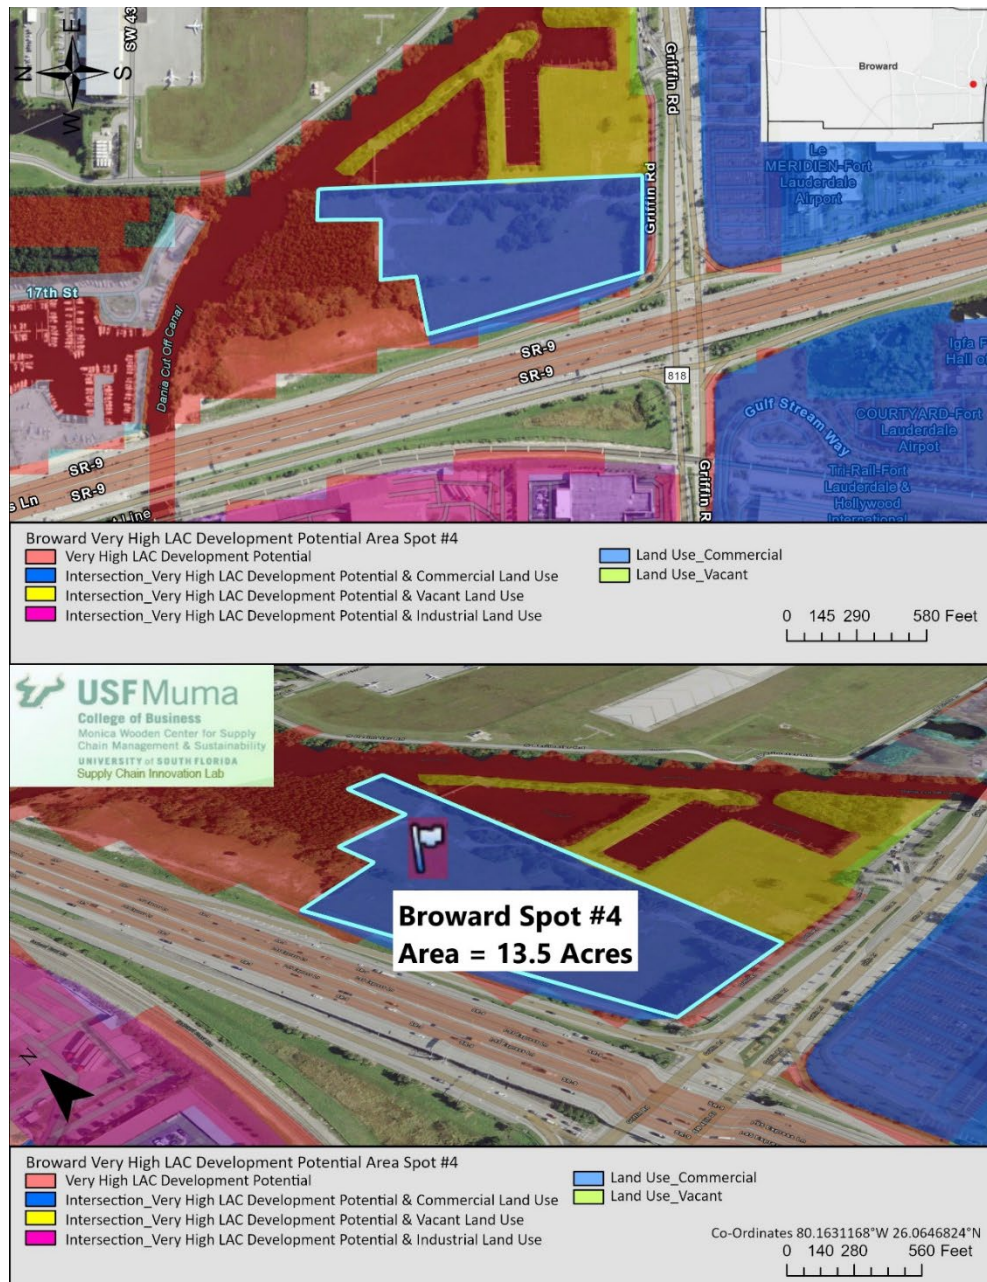 E
N
S
W
SW 43
Griffin Rd
Broward
Le
MERIDIEN-Fort
Lauderdale
Airport
Griffin Rd
17th St
Dania Cut Off Canal
SR-9
SR-9
818
Igfa F
Hall of
Gulf Stream Way
COURTYARD-Fort
Lauderdale
Airpot
Tri-Rail-Fort
Lauderdale &
Hollywood
International
SR-9
SR-9
s Ln
t Line
Griffin R
Broward Very High LAC Development Potential Area Spot #4
Very High LAC Development Potential
Intersection_Very High LAC Development Potential & Commercial Land Use
Intersection_Very High LAC Development Potential & Vacant Land Use
Intersection_Very High LAC Development Potential & Industrial Land Use
Land Use_Commercial
Land Use_Vacant
0 145 290 580 Feet
USF Muma
College of Business
Monica Wooden Center for Supply
Chain Management & Sustainability
UNIVERSITY of SOUTH FLORIDA
Supply Chain Innovation Lab
Broward Spot #4
Area = 13.5 Acres
N
Broward Very High LAC Development Potential Area Spot #4
Very High LAC Development Potential
Intersection_Very High LAC Development Potential & Commercial Land Use
Intersection_Very High LAC Development Potential & Vacant Land Use
Intersection_Very High LAC Development Potential & Industrial Land Use
Land Use_Commercial
Land Use_Vacant
Co-Ordinates 80.1631168°W 26.0646824°N
0 140 280 560 Feet